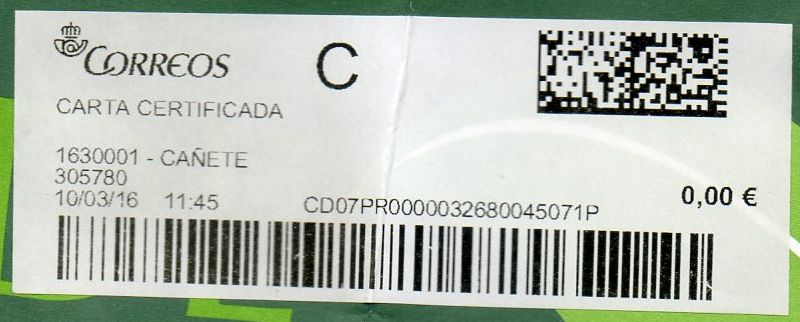 CORREOS
C
CARTA CERTIFICADA
1630001 - CAÑETE
305780
10/03/16 11:45
CD07PR0000032680045071P
0,00 €